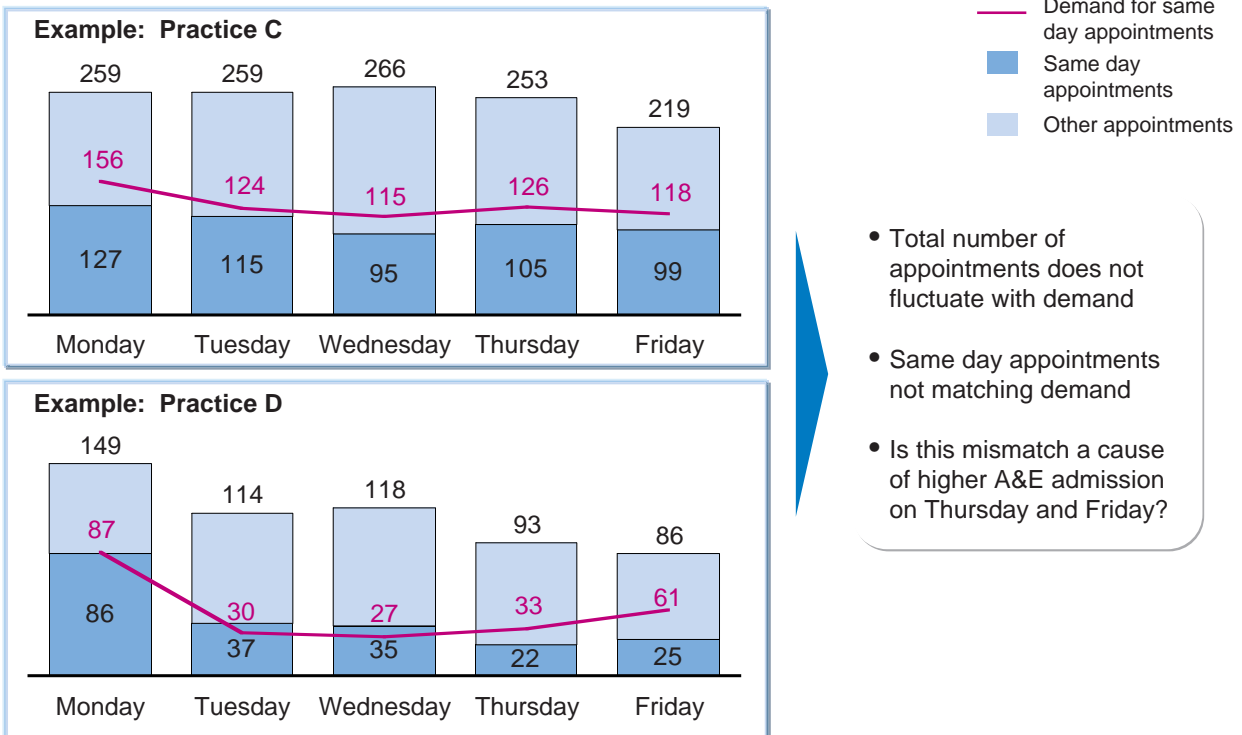 Demand for same
day appointments
Same day
appointments
Other appointments
Example: Practice C
259 259 266 253 219
156 124 115 126 118
127 115 95 105 99
Monday Tuesday Wednesday Thursday Friday
Example: Practice D
149 114 118 93 86
87 30 27 33 61
86 37 35 22 25
Monday Tuesday Wednesday Thursday Friday
• Total number of
appointments does not
fluctuate with demand
• Same day appointments
not matching demand
• Is this mismatch a cause
of higher A&E admission
on Thursday and Friday?